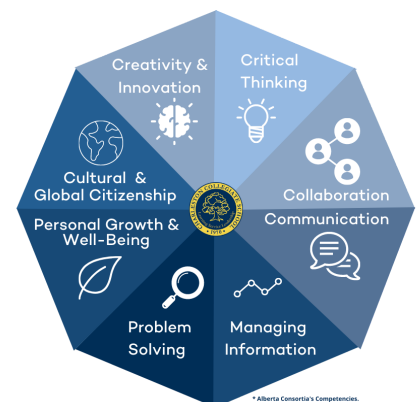 Creativity &
Innovation
Critical
Thinking
Cultural &
Global Citizenship
Collaboration
Personal Growth &
Well-Being
Communication
Problem
Solving
Managing
Information
* Alberta Consortia's Competencies.